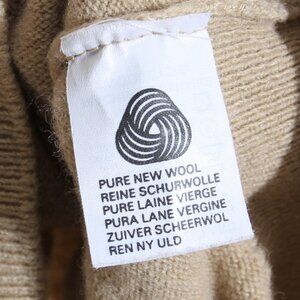 PURE NEW WOOL
REINE SCHURWOLLE
PURE LAINE VIERGE
PURA LANE VERGINE
ZUIVER SCHEERWOL
REN NY ULD